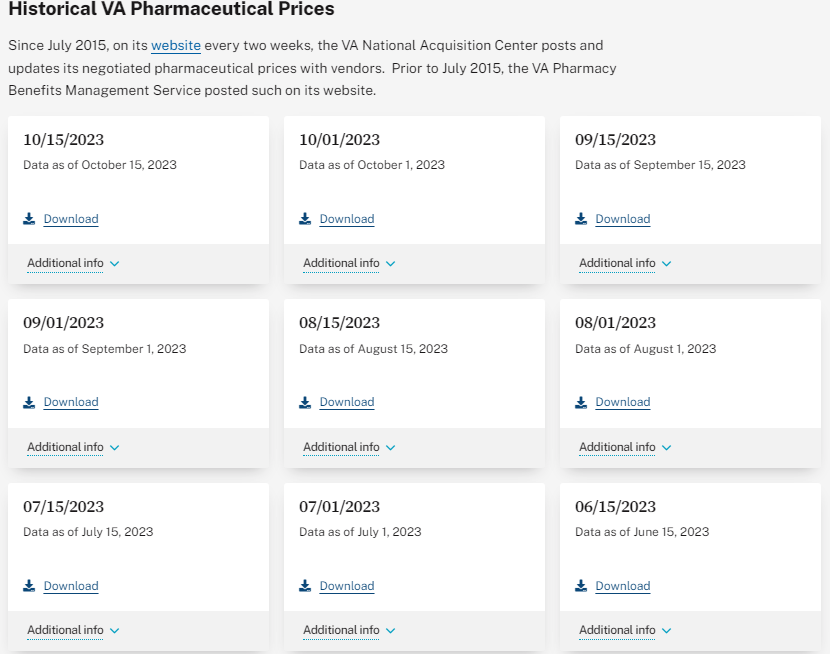 Historical VA Pharmaceutical Prices
Since July 2015, on its website every two weeks, the VA National Acquisition Center posts and
updates its negotiated pharmaceutical prices with vendors.  Prior to July 2015, the VA Pharmacy
Benefits Management Service posted such on its website.
10/15/2023
Data as of October 15, 2023
Download
Additional info
10/01/2023
Data as of October 1, 2023
Download
Additional info
09/15/2023
Data as of September 15, 2023
Download
Additional info
09/01/2023
Data as of September 1, 2023
Download
Additional info
08/15/2023
Data as of August 15, 2023
Download
Additional info
08/01/2023
Data as of August 1, 2023
Download
Additional info
07/15/2023
Data as of July 15, 2023
Download
Additional info
07/01/2023
Data as of July 1, 2023
Download
Additional info
06/15/2023
Data as of June 15, 2023
Download
Additional info